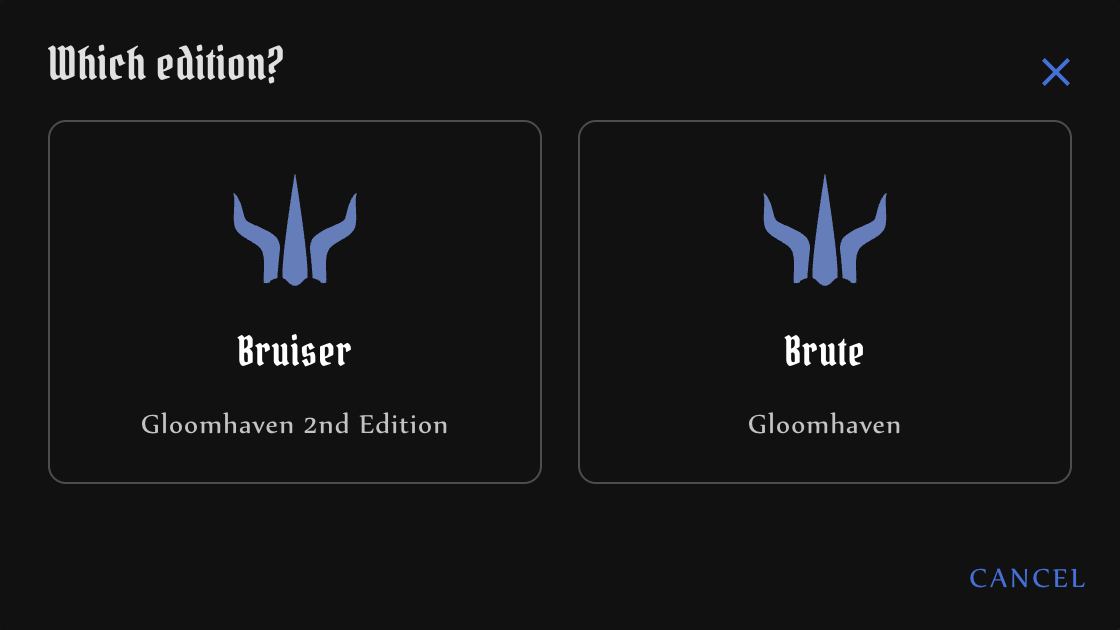 Which edition?
Bruiser
Gloomhaven 2nd Edition
Brute
Gloomhaven
CANCEL